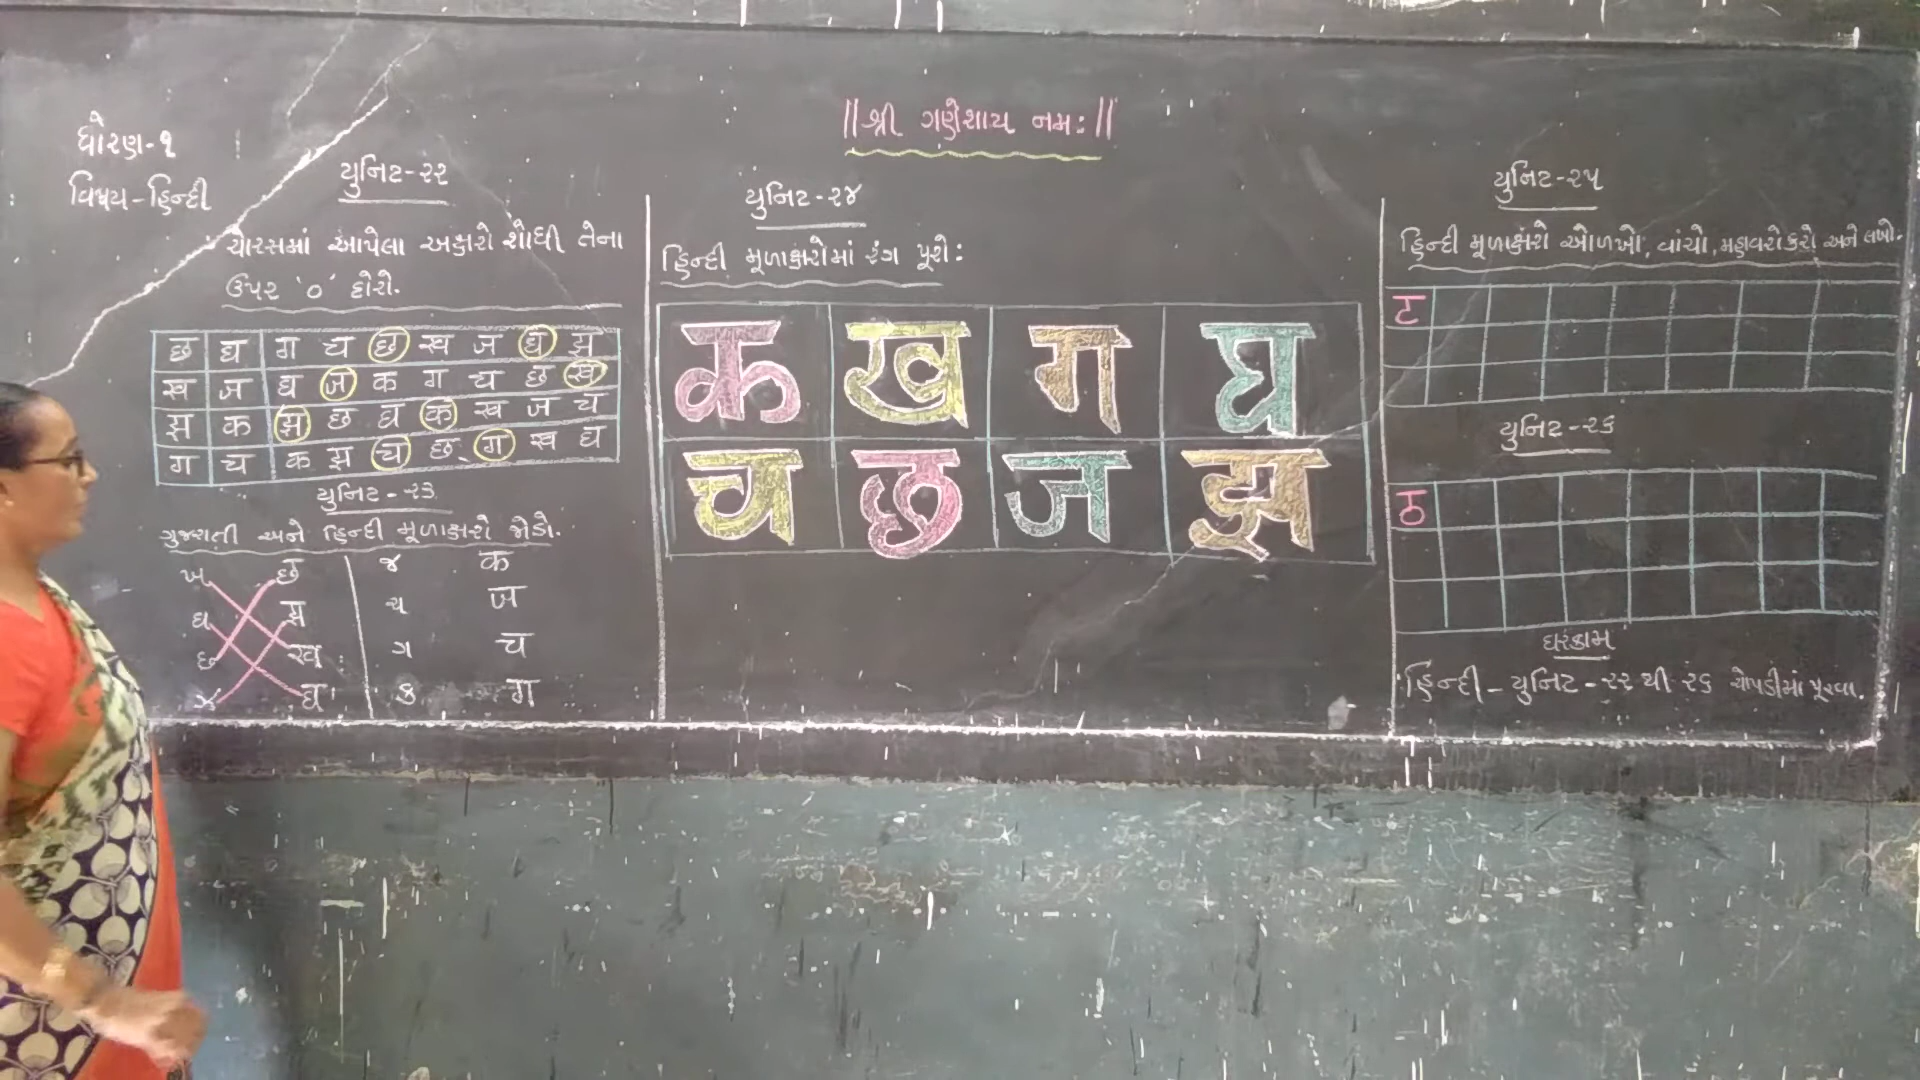 ॥ શ્રી ગણેશાય નમઃ ॥
ધોરણ-૧
વિષય-હિન્દી
યુનિટ-૨૨
ચોરસમાં આપેલા અક્ષરો શોધી તેના
ઉપર '૦' દોરો.
छ घ ग च छ ख ज घ झ
ख ज घ ज क ग च छ ख
झ क झ छ घ क ख ज च
ग च क झ च छ ग ख घ
યુનિટ-૨૩
ગુજરાતી અને હિન્દી મૂળાક્ષરો જોડો.
ખ छ જ क
ઘ झ ચ ज
છ ख ગ च
ઝ घ ક ग
યુનિટ-૨૪
હિન્દી મૂળાક્ષરોમાં રંગ પૂરો:
क ख ग घ
च छ ज झ
યુનિટ-૨૫
હિન્દી મૂળાક્ષરો ઓળખો, વાંચો, મહાવરો કરો અને લખો.
ट
યુનિટ-૨૬
ठ
ઘરકામ
હિન્દી - યુનિટ - ૨૨ થી ૨૬ ચોપડીમાં પૂરવા.